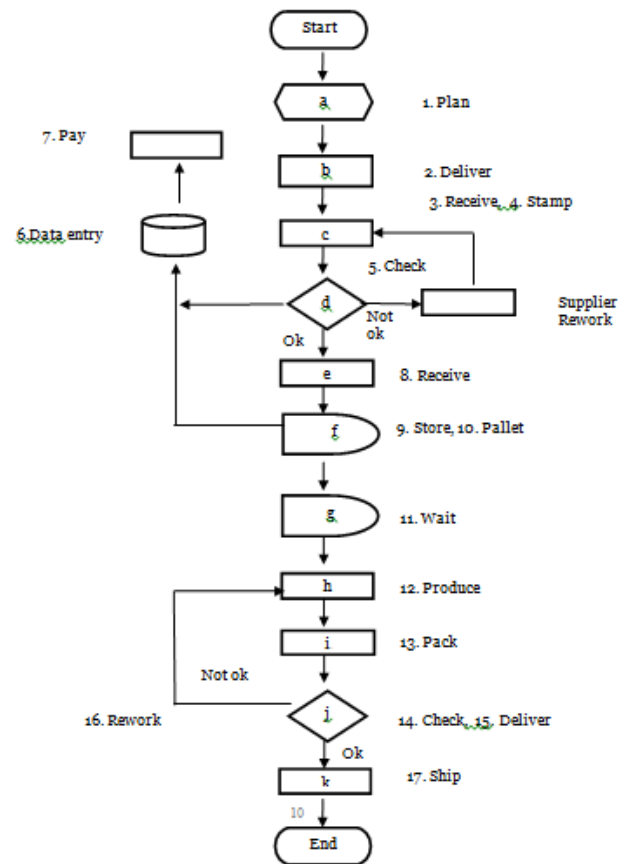 Start
a
1. Plan
7. Pay
b
2. Deliver
3. Receive, 4. Stamp
6.Data entry
c
5. Check
d
Not
ok
Supplier
Rework
Ok
e
8. Receive
f
9. Store, 10. Pallet
g
11. Wait
h
12. Produce
i
13. Pack
Not ok
j
16. Rework
14. Check, 15. Deliver
Ok
k
17. Ship
10
End